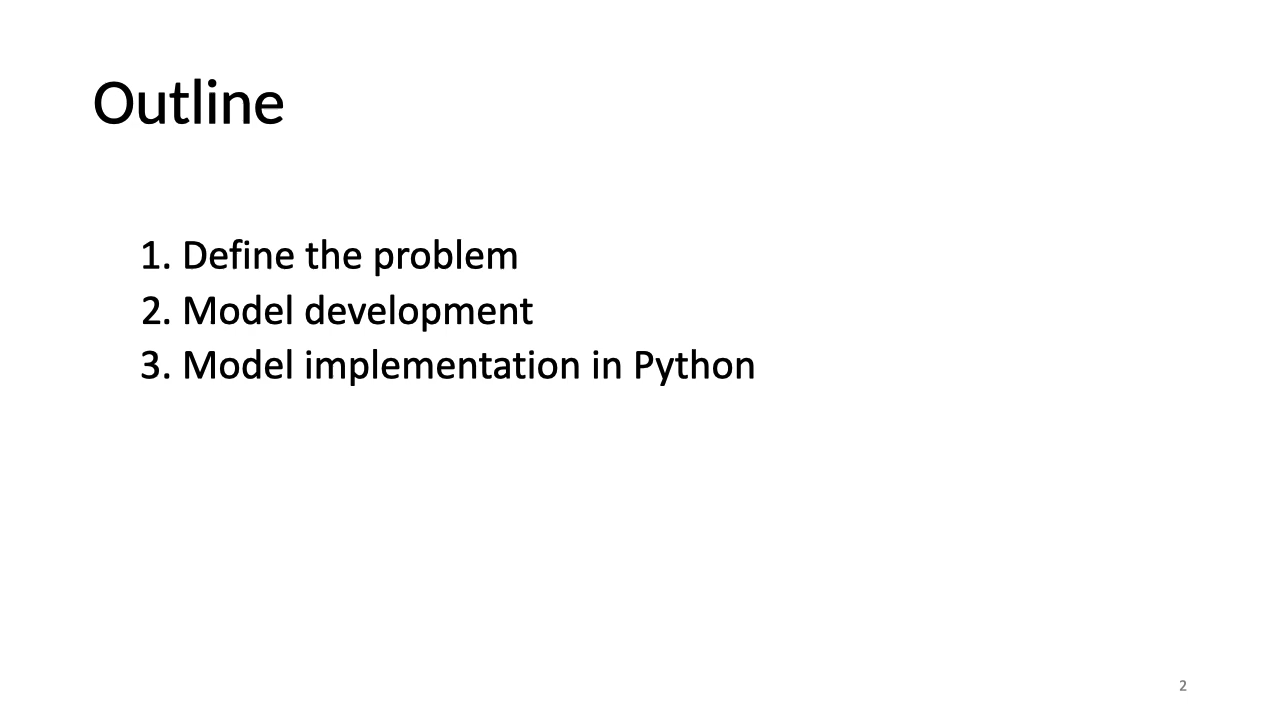 Outline
1. Define the problem
2. Model development
3. Model implementation in Python
2